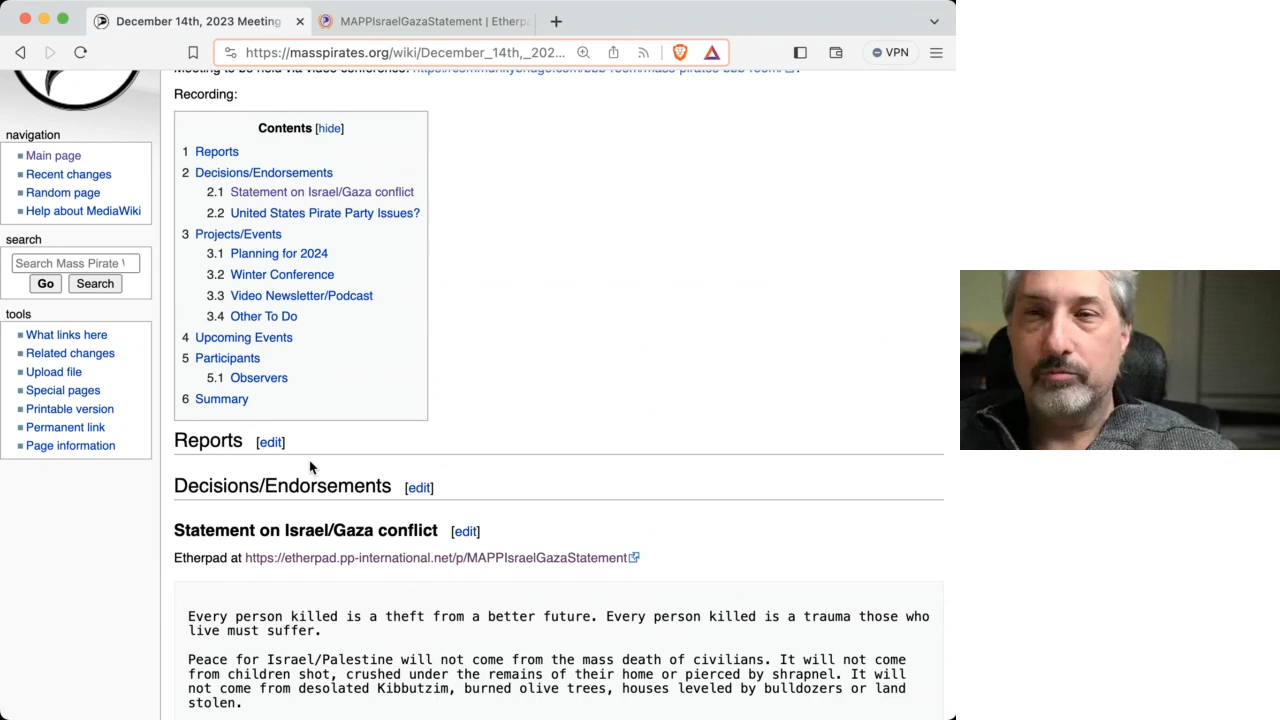 December 14th, 2023 Meeting
MAPPIsraelGazaStatement | Etherpa
https://masspirates.org/wiki/December_14th,_202...
VPN
Recording:
navigation
Main page
Recent changes
Random page
Help about MediaWiki
search
Search Mass Pirate
Go Search
tools
What links here
Related changes
Upload file
Special pages
Printable version
Permanent link
Page information
Contents [hide]
1 Reports
2 Decisions/Endorsements
2.1 Statement on Israel/Gaza conflict
2.2 United States Pirate Party Issues?
3 Projects/Events
3.1 Planning for 2024
3.2 Winter Conference
3.3 Video Newsletter/Podcast
3.4 Other To Do
4 Upcoming Events
5 Participants
5.1 Observers
6 Summary
Reports [edit]
Decisions/Endorsements [edit]
Statement on Israel/Gaza conflict [edit]
Etherpad at https://etherpad.pp-international.net/p/MAPPIsraelGazaStatement
Every person killed is a theft from a better future. Every person killed is a trauma those who
live must suffer.
Peace for Israel/Palestine will not come from the mass death of civilians. It will not come
from children shot, crushed under the remains of their home or pierced by shrapnel. It will
not come from desolated Kibbutzim, burned olive trees, houses leveled by bulldozers or land
stolen.